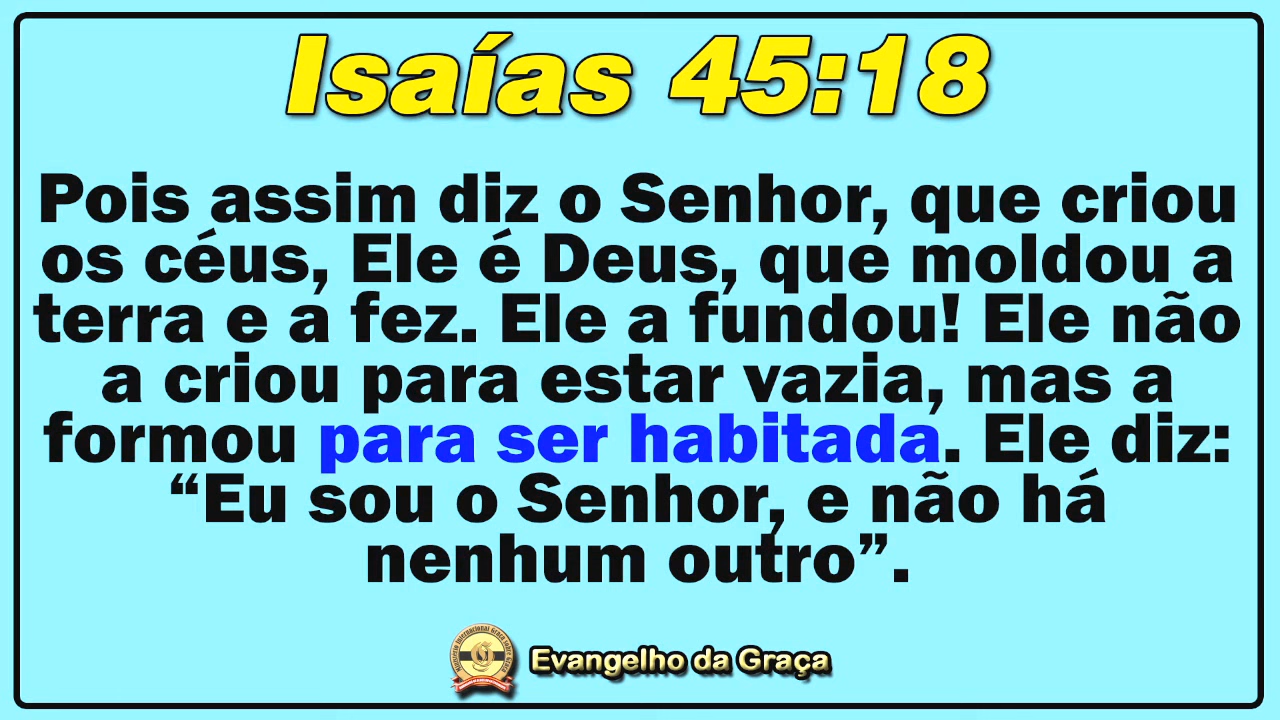 Isaías 45:18
Pois assim diz o Senhor, que criou
os céus, Ele é Deus, que moldou a
terra e a fez. Ele a fundou! Ele não
a criou para estar vazia, mas a
formou para ser habitada. Ele diz:
“Eu sou o Senhor, e não há
nenhum outro”.
Evangelho da Graça